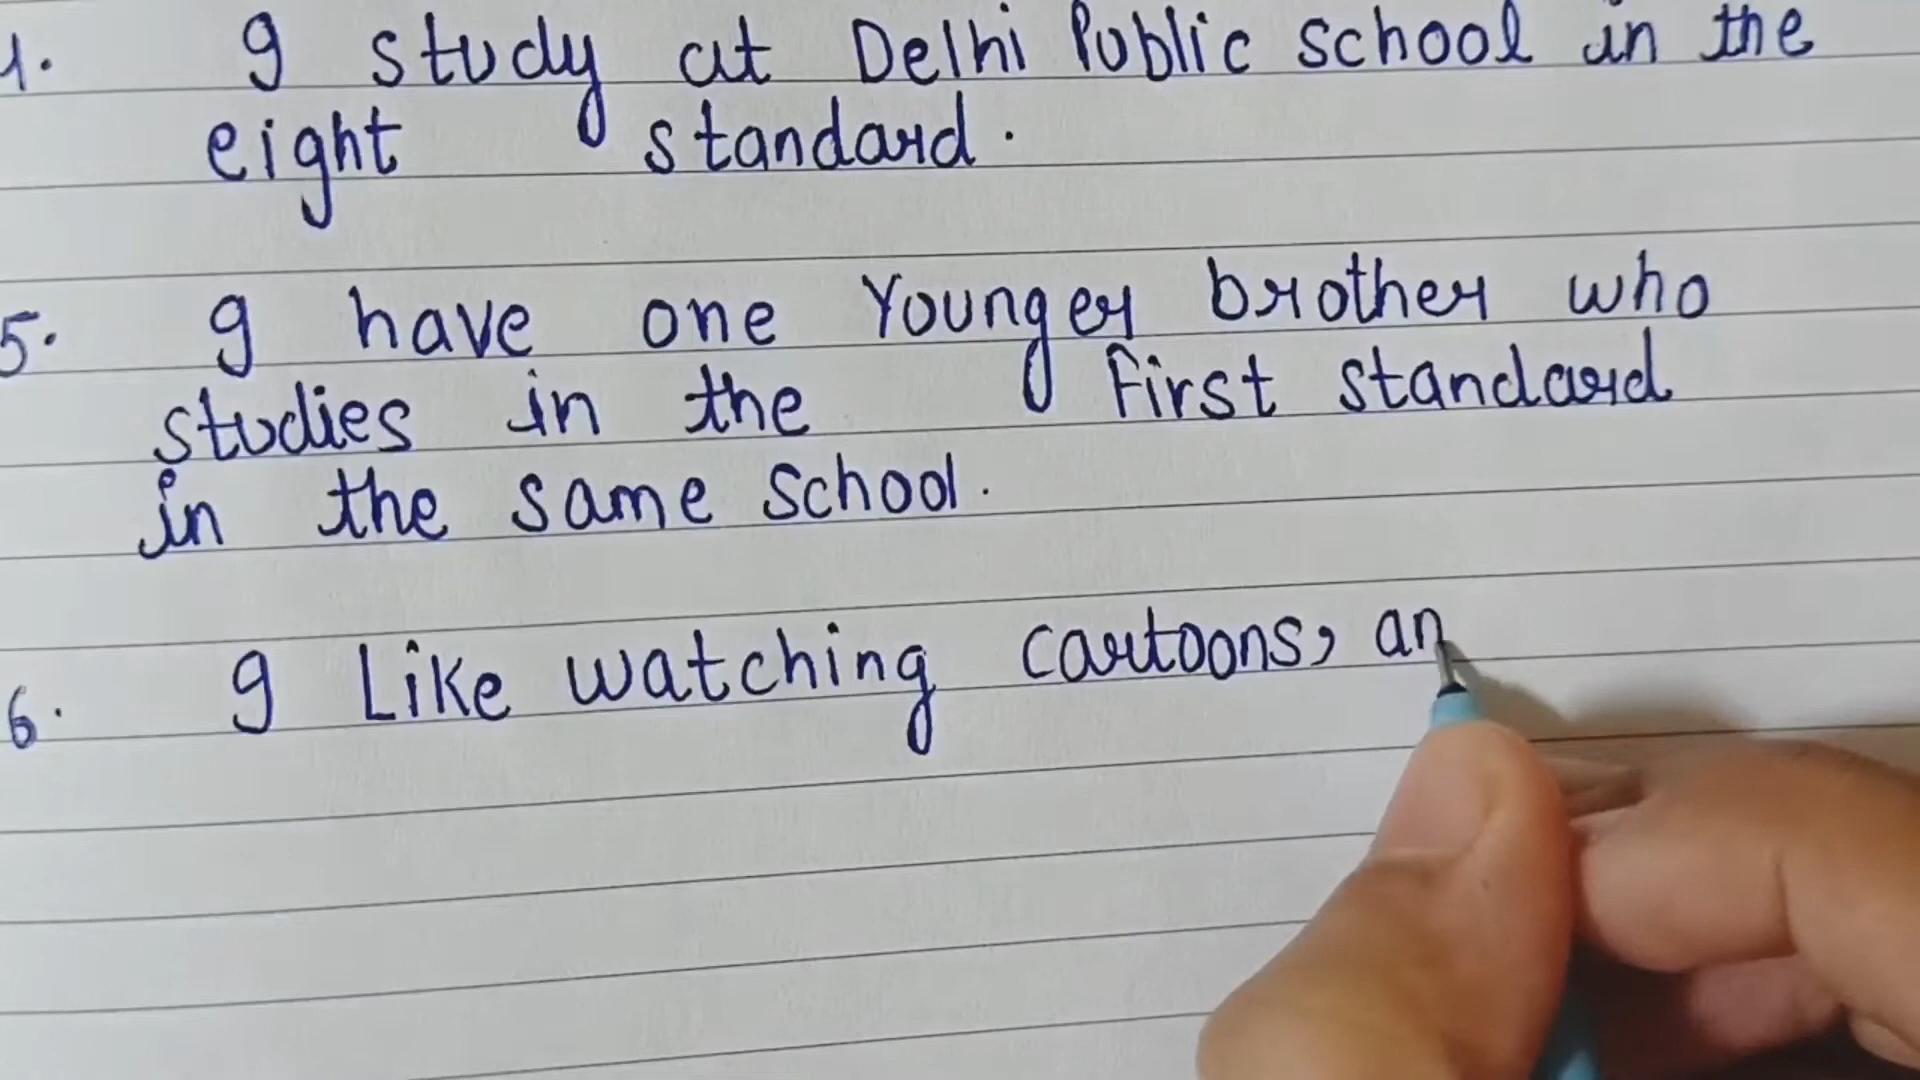 4. I study at Delhi Public school in the
eight standard.
5. I have one Younger brother who
studies in the first standard
in the same school.
6. I Like watching cartoons, an